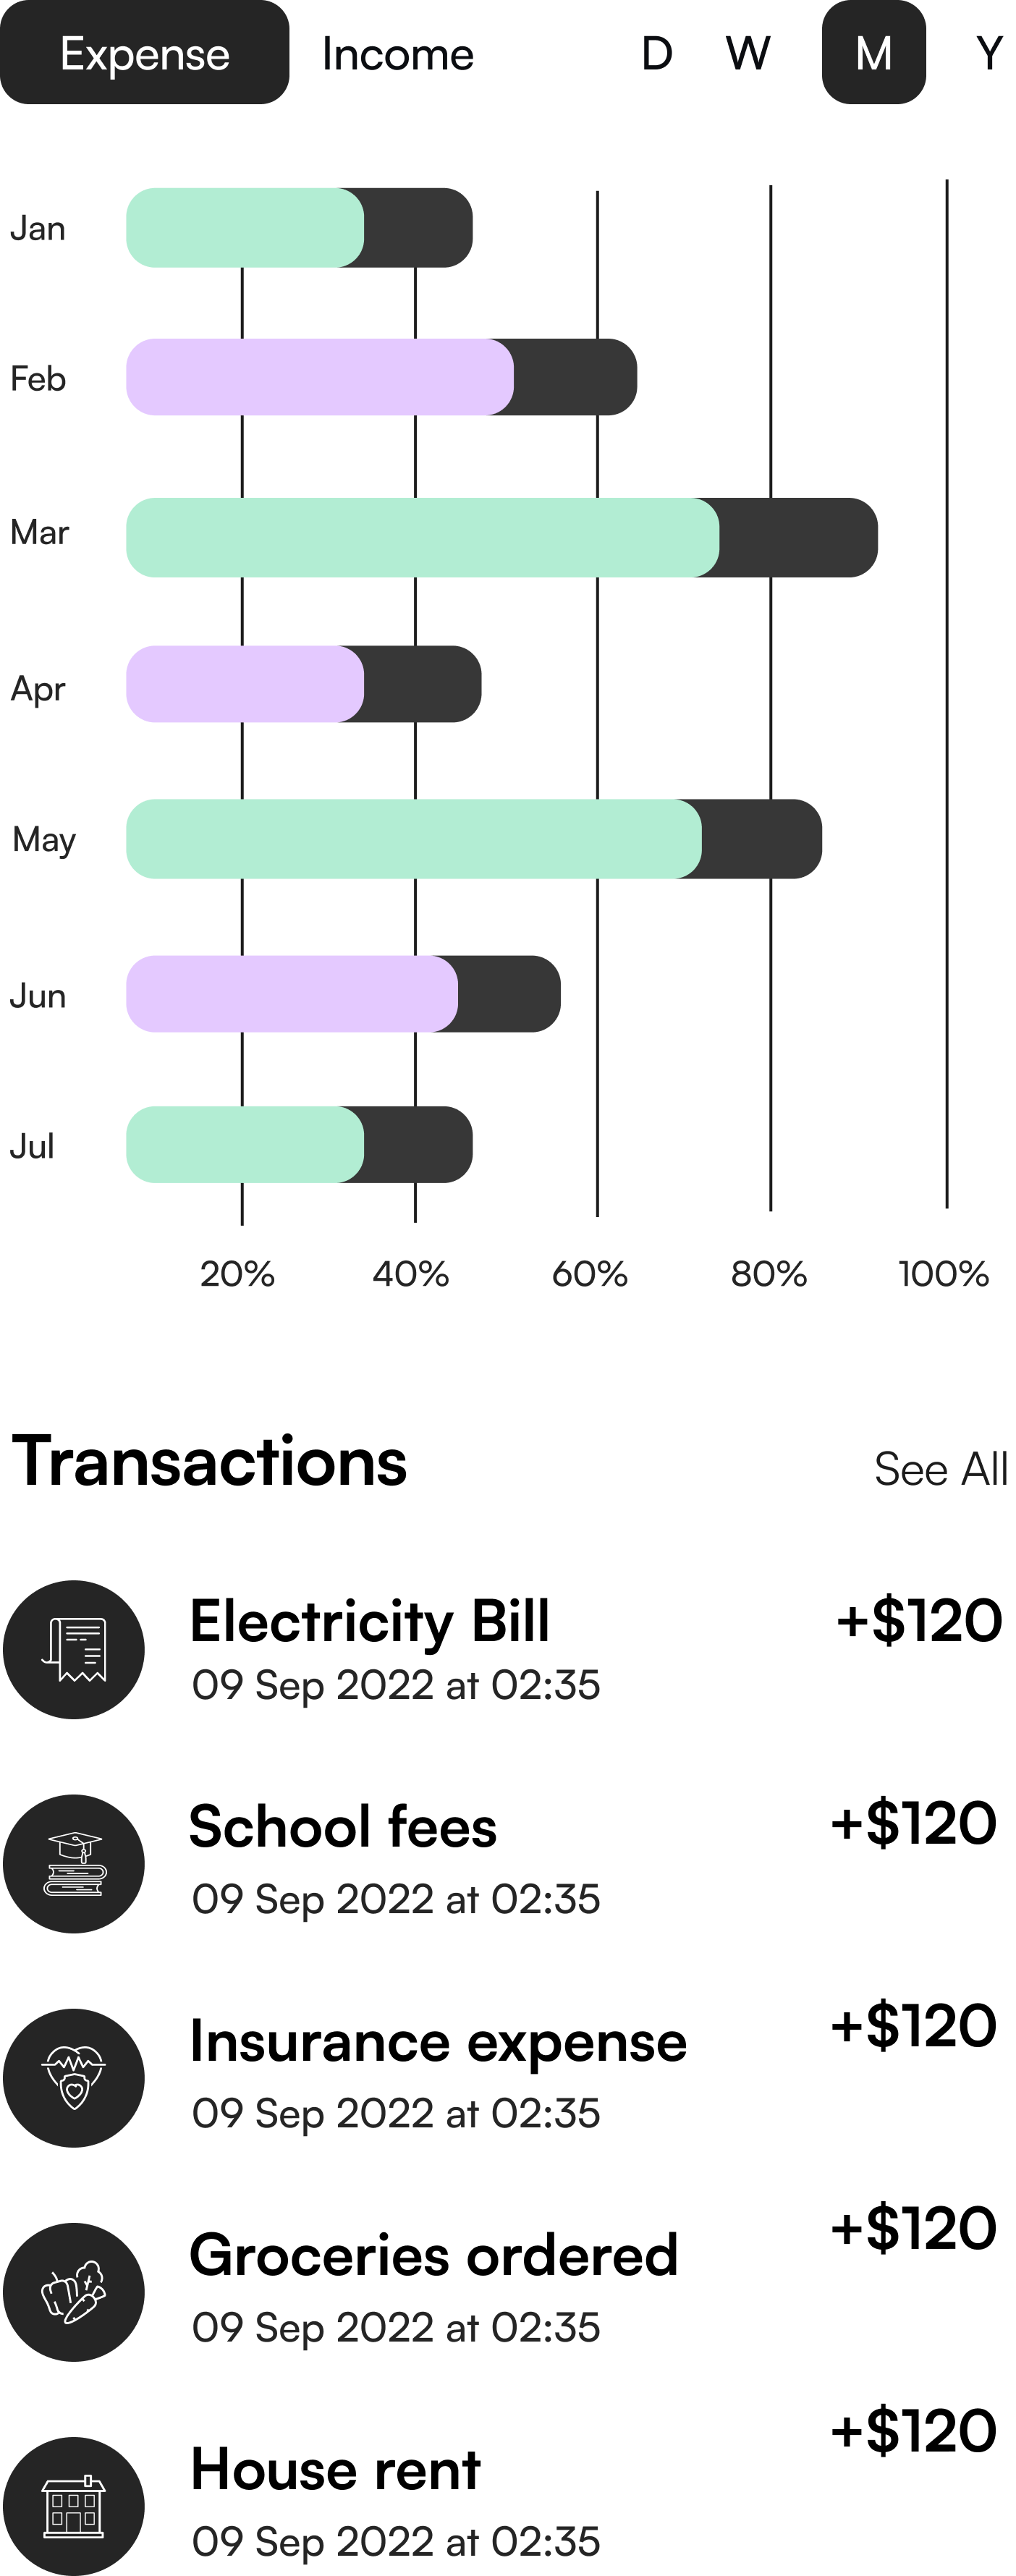 Expense Income D W M Y
Jan
Feb
Mar
Apr
May
Jun
Jul
20% 40% 60% 80% 100%
Transactions See All
Electricity Bill +$120
09 Sep 2022 at 02:35
School fees +$120
09 Sep 2022 at 02:35
Insurance expense +$120
09 Sep 2022 at 02:35
Groceries ordered +$120
09 Sep 2022 at 02:35
House rent +$120
09 Sep 2022 at 02:35